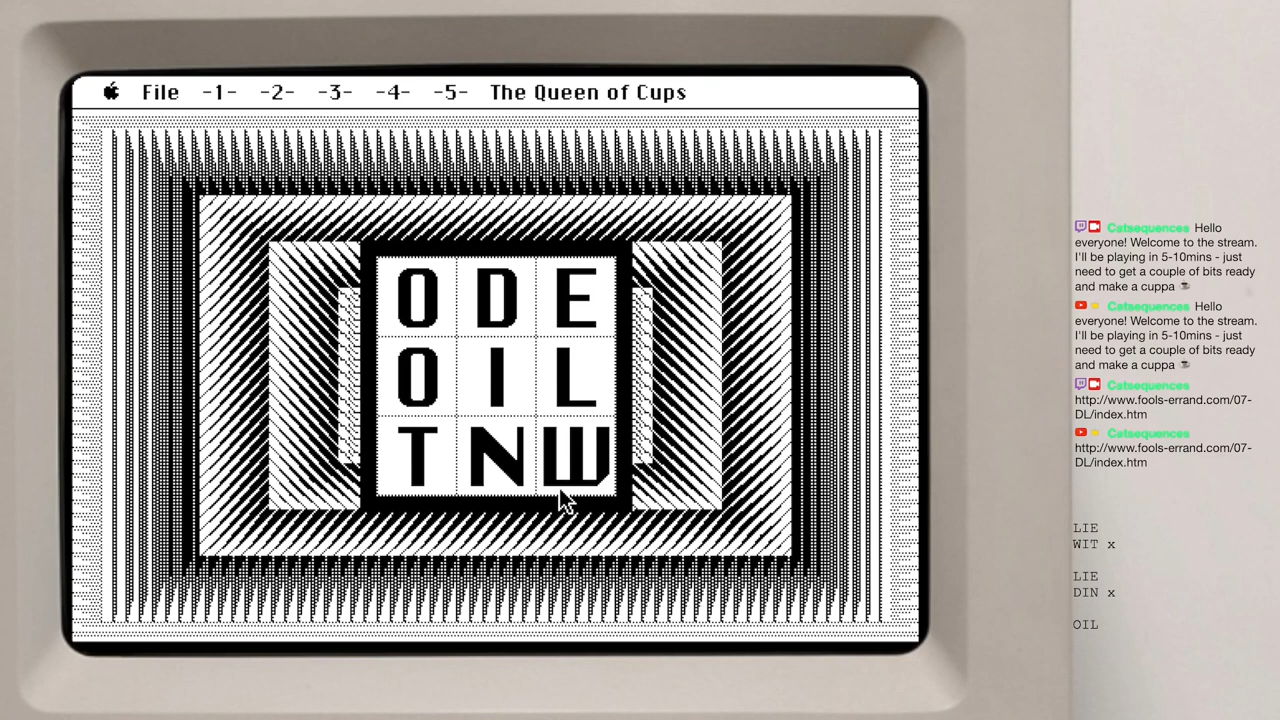 File -1- -2- -3- -4- -5- The Queen of Cups
O D E
O I L
T N W
Catsequences Hello
everyone! Welcome to the stream.
I'll be playing in 5-10mins - just
need to get a couple of bits ready
and make a cuppa
Catsequences Hello
everyone! Welcome to the stream.
I'll be playing in 5-10mins - just
need to get a couple of bits ready
and make a cuppa
Catsequences
http://www.fools-errand.com/07-
DL/index.htm
Catsequences
http://www.fools-errand.com/07-
DL/index.htm
LIE
WIT x
LIE
DIN x
OIL